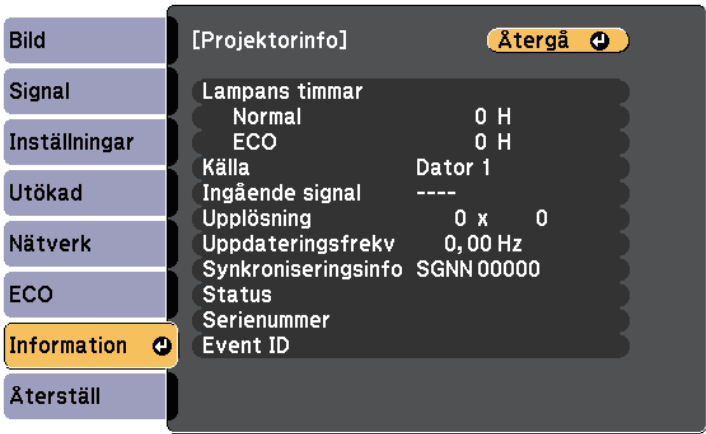 Bild
Signal
Inställningar
Utökad
Nätverk
ECO
Information
Återställ
[Projektorinfo]
Återgå
Lampans timmar
Normal 0 H
ECO 0 H
Källa Dator 1
Ingående signal ----
Upplösning 0 x 0
Uppdateringsfrekv 0,00 Hz
Synkroniseringsinfo SGNN 00000
Status
Serienummer
Event ID